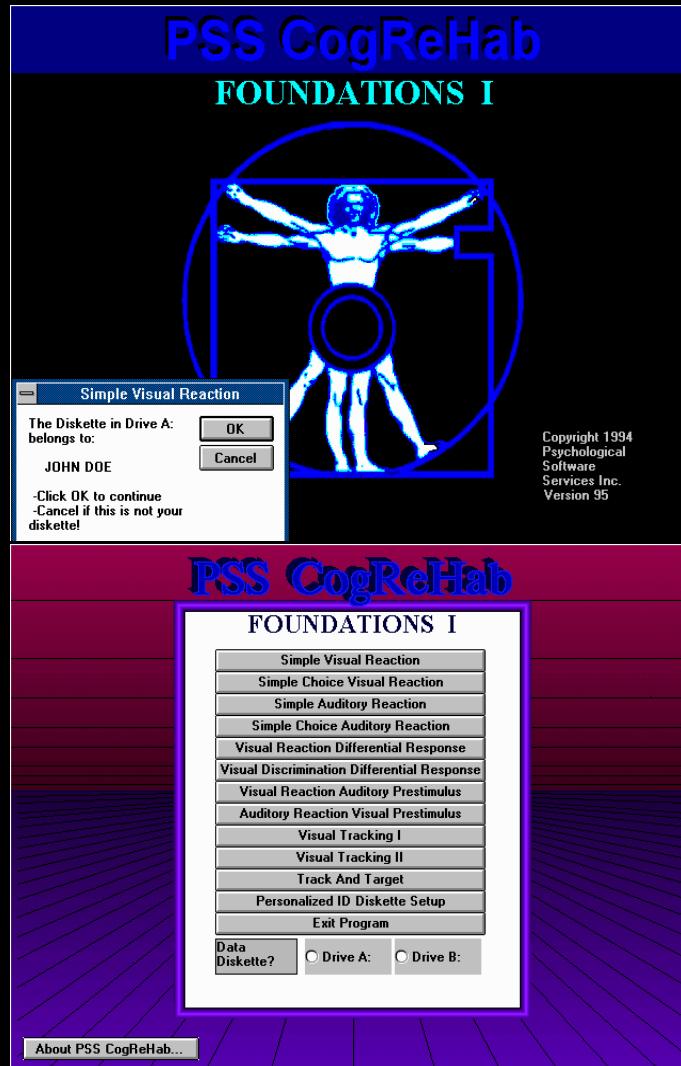 PSS CogReHab
FOUNDATIONS I
Simple Visual Reaction
The Diskette in Drive A:
belongs to:
JOHN DOE
-Click OK to continue
-Cancel if this is not your
diskette!
OK
Cancel
Copyright 1994
Psychological
Software
Services Inc.
Version 95
PSS CogReHab
FOUNDATIONS I
Simple Visual Reaction
Simple Choice Visual Reaction
Simple Auditory Reaction
Simple Choice Auditory Reaction
Visual Reaction Differential Response
Visual Discrimination Differential Response
Visual Reaction Auditory Prestimulus
Auditory Reaction Visual Prestimulus
Visual Tracking I
Visual Tracking II
Track And Target
Personalized ID Diskette Setup
Exit Program
Data
Diskette?
Drive A:
Drive B:
About PSS CogReHab...